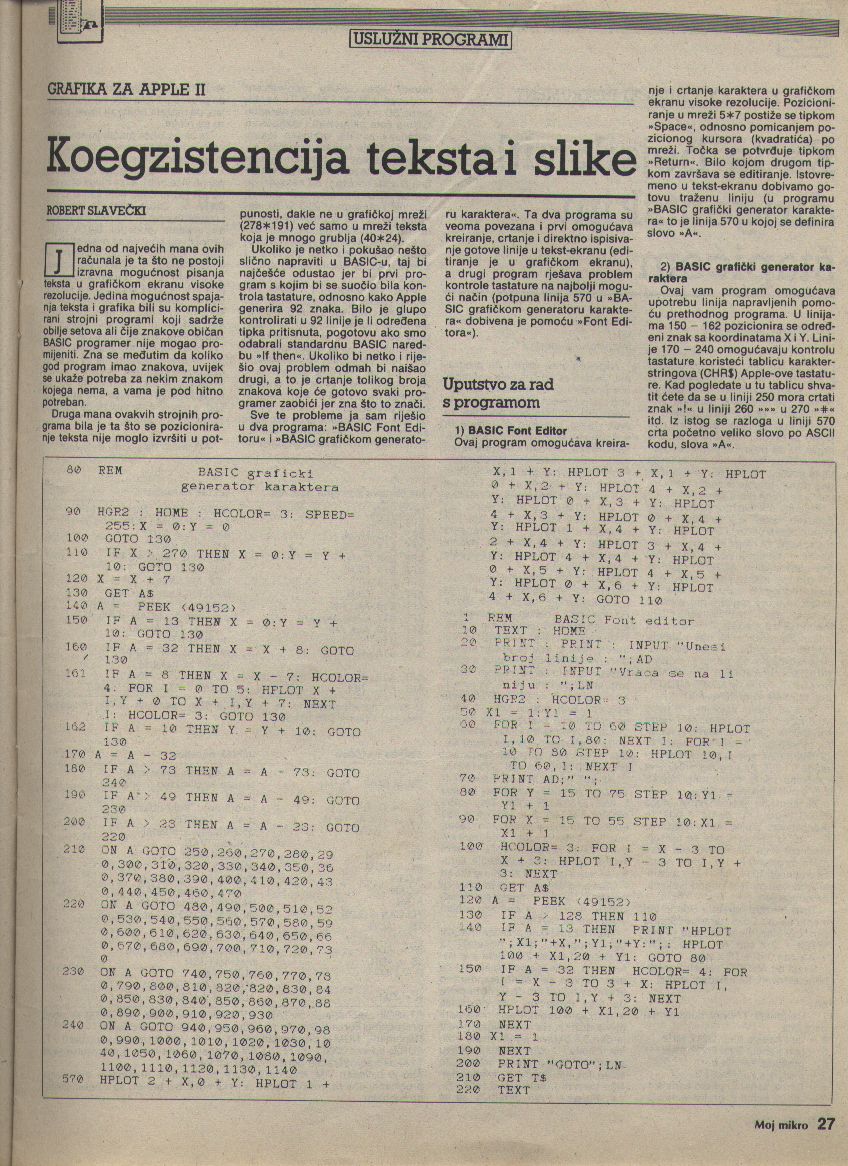 USLUŽNI PROGRAMI
GRAFIKA ZA APPLE II
Koegzistencija teksta i slike
ROBERT SLAVEČKI
Jedna od najvećih mana ovih
računala je ta što ne postoji
izravna mogućnost pisanja
teksta u grafičkom ekranu visoke
rezolucije. Jedina mogućnost spaja-
nja teksta i grafika bili su komplici-
rani strojni programi koji sadrže
obilje setova ali čije znakove običan
BASIC programer nije mogao pro-
mijeniti. Zna se međutim da koliko
god program imao znakova, uvijek
se ukaže potreba za nekim znakom
kojega nema, a vama je pod hitno
potreban.
Druga mana ovakvih strojnih pro-
grama bila je ta što se pozicionira-
nje teksta nije moglo izvršiti u pot-
punosti, dakle ne u grafičkoj mreži
(278*191) već samo u mreži teksta
koja je mnogo grublja (40*24).
Ukoliko je netko i pokušao nešto
slično napraviti u BASIC-u, taj bi
najčešće odustao jer bi prvi pro-
gram s kojim bi se suočio bila kon-
trola tastature, odnosno kako Apple
generira 92 znaka. Bilo je glupo
kontrolirati u 92 linije je li određena
tipka pritisnuta, pogotovu ako smo
odabrali standardnu BASIC nared-
bu »If then«. Ukoliko bi netko i rije-
šio ovaj problem odmah bi naišao
drugi, a to je crtanje tolikog broja
znakova koje će gotovo svaki pro-
gramer zaobići jer zna što to znači.
Sve te probleme ja sam riješio
u dva programa: »BASIC Font Edi-
toru« i »BASIC grafičkom generato-
ru karaktera«. Ta dva programa su
veoma povezana i prvi omogućava
kreiranje, crtanje i direktno ispisiva-
nje gotove linije u tekst-ekranu (edi-
tiranje je u grafičkom ekranu),
a drugi program rješava problem
kontrole tastature na najbolji mogu-
ći način (potpuna linija 570 u »BA-
SIC grafičkom generatoru karakte-
ra« dobivena je pomoću »Font Edi-
tora«).
Uputstvo za rad
s programom
1) BASIC Font Editor
Ovaj program omogućava kreira-
nje i crtanje karaktera u grafičkom
ekranu visoke rezolucije. Pozicioni-
ranje u mreži 5*7 postiže se tipkom
»Space«, odnosno pomicanjem po-
zicionog kursora (kvadratića) po
mreži. Točka se potvrđuje tipkom
»Return«. Bilo kojom drugom tip-
kom završava se editiranje. Istovre-
meno u tekst-ekranu dobivamo go-
tovu traženu liniju (u programu
»BASIC grafički generator karakte-
ra« to je linija 570 u kojoj se definira
slovo »A«.
2) BASIC grafički generator ka-
raktera
Ovaj vam program omogućava
upotrebu linija napravljenih pomo-
ću prethodnog programa. U linija-
ma 150 – 162 pozicionira se odred-
eni znak sa koordinatama X i Y. Lini-
je 170 – 240 omogućavaju kontrolu
tastature koristeći tablicu karakter-
stringova (CHR$) Apple-ove tastatu-
re. Kad pogledate u tu tablicu shva-
tit ćete da se u liniji 250 mora crtati
znak »!« u liniji 260 »»» u 270 »#«
itd. Iz istog se razloga u liniji 570
crta početno veliko slovo po ASCII
kodu, slova »A«.
80 REM BASIC graficki
generator karaktera
90 HGR2 : HOME : HCOLOR= 3: SPEED=
255:X = 0:Y = 0
100 GOTO 130
110 IF X > 270 THEN X = 0:Y = Y +
10: GOTO 130
120 X = X + 7
130 GET A$
140 A = PEEK (49152)
150 IF A = 13 THEN X = 0:Y = Y +
10: GOTO 130
160 IF A = 32 THEN X = X + 8: GOTO
130
161 IF A = 8 THEN X = X - 7: HCOLOR=
4: FOR I = 0 TO 5: HPLOT X +
I,Y + 0 TO X + I,Y + 7: NEXT
I: HCOLOR= 3: GOTO 130
162 IF A = 10 THEN Y = Y + 10: GOTO
130
170 A = A - 32
180 IF A > 73 THEN A = A - 73: GOTO
240
190 IF A > 49 THEN A = A - 49: GOTO
230
200 IF A > 23 THEN A = A - 23: GOTO
220
210 ON A GOTO 250,260,270,280,29
0,300,310,320,330,340,350,36
0,370,380,390,400,410,420,43
0,440,450,460,470
220 ON A GOTO 480,490,500,510,52
0,530,540,550,560,570,580,59
0,600,610,620,630,640,650,66
0,670,680,690,700,710,720,73
0
230 ON A GOTO 740,750,760,770,78
0,790,800,810,820,820,830,84
0,850,830,840,850,860,870,88
0,890,900,910,920,930
240 ON A GOTO 940,950,960,970,98
0,990,1000,1010,1020,1030,10
40,1050,1060,1070,1080,1090,
1100,1110,1120,1130,1140
570 HPLOT 2 + X,0 + Y: HPLOT 1 +
X,1 + Y: HPLOT 3 + X,1 + Y: HPLOT
0 + X,2 + Y: HPLOT 4 + X,2 +
Y: HPLOT 0 + X,3 + Y: HPLOT
4 + X,3 + Y: HPLOT 0 + X,4 +
Y: HPLOT 1 + X,4 + Y: HPLOT
2 + X,4 + Y: HPLOT 3 + X,4 +
Y: HPLOT 4 + X,4 + Y: HPLOT
0 + X,5 + Y: HPLOT 4 + X,5 +
Y: HPLOT 0 + X,6 + Y: HPLOT
4 + X,6 + Y: GOTO 110
1 REM BASIC Font editor
10 TEXT : HOME
20 PRINT : PRINT : INPUT "Unesi
broj linije : ";AD
30 PRINT : INPUT "Vraca se na li
niju : ";LN
40 HGR2 : HCOLOR= 3
50 X1 = 1:Y1 = 1
60 FOR I = 10 TO 60 STEP 10: HPLOT
I,10 TO I,80: NEXT I: FOR I =
10 TO 80 STEP 10: HPLOT 10,I
TO 60,I: NEXT I
70 PRINT AD;" ";
80 FOR Y = 15 TO 75 STEP 10:Y1 =
Y1 + 1
90 FOR X = 15 TO 55 STEP 10:X1 =
X1 + 1
100 HCOLOR= 3: FOR I = X - 3 TO
X + 3: HPLOT I,Y - 3 TO I,Y +
3: NEXT
110 GET A$
120 A = PEEK (49152)
130 IF A > 128 THEN 110
140 IF A = 13 THEN PRINT "HPLOT
";X1;"+X,";Y1;"+Y:";: HPLOT
100 + X1,20 + Y1: GOTO 80
150 IF A = 32 THEN HCOLOR= 4: FOR
I = X - 3 TO 3 + X: HPLOT I,
Y - 3 TO I,Y + 3: NEXT
160 HPLOT 100 + X1,20 + Y1
170 NEXT
180 X1 = 1
190 NEXT
200 PRINT "GOTO";LN
210 GET T$
220 TEXT
Moj mikro 27